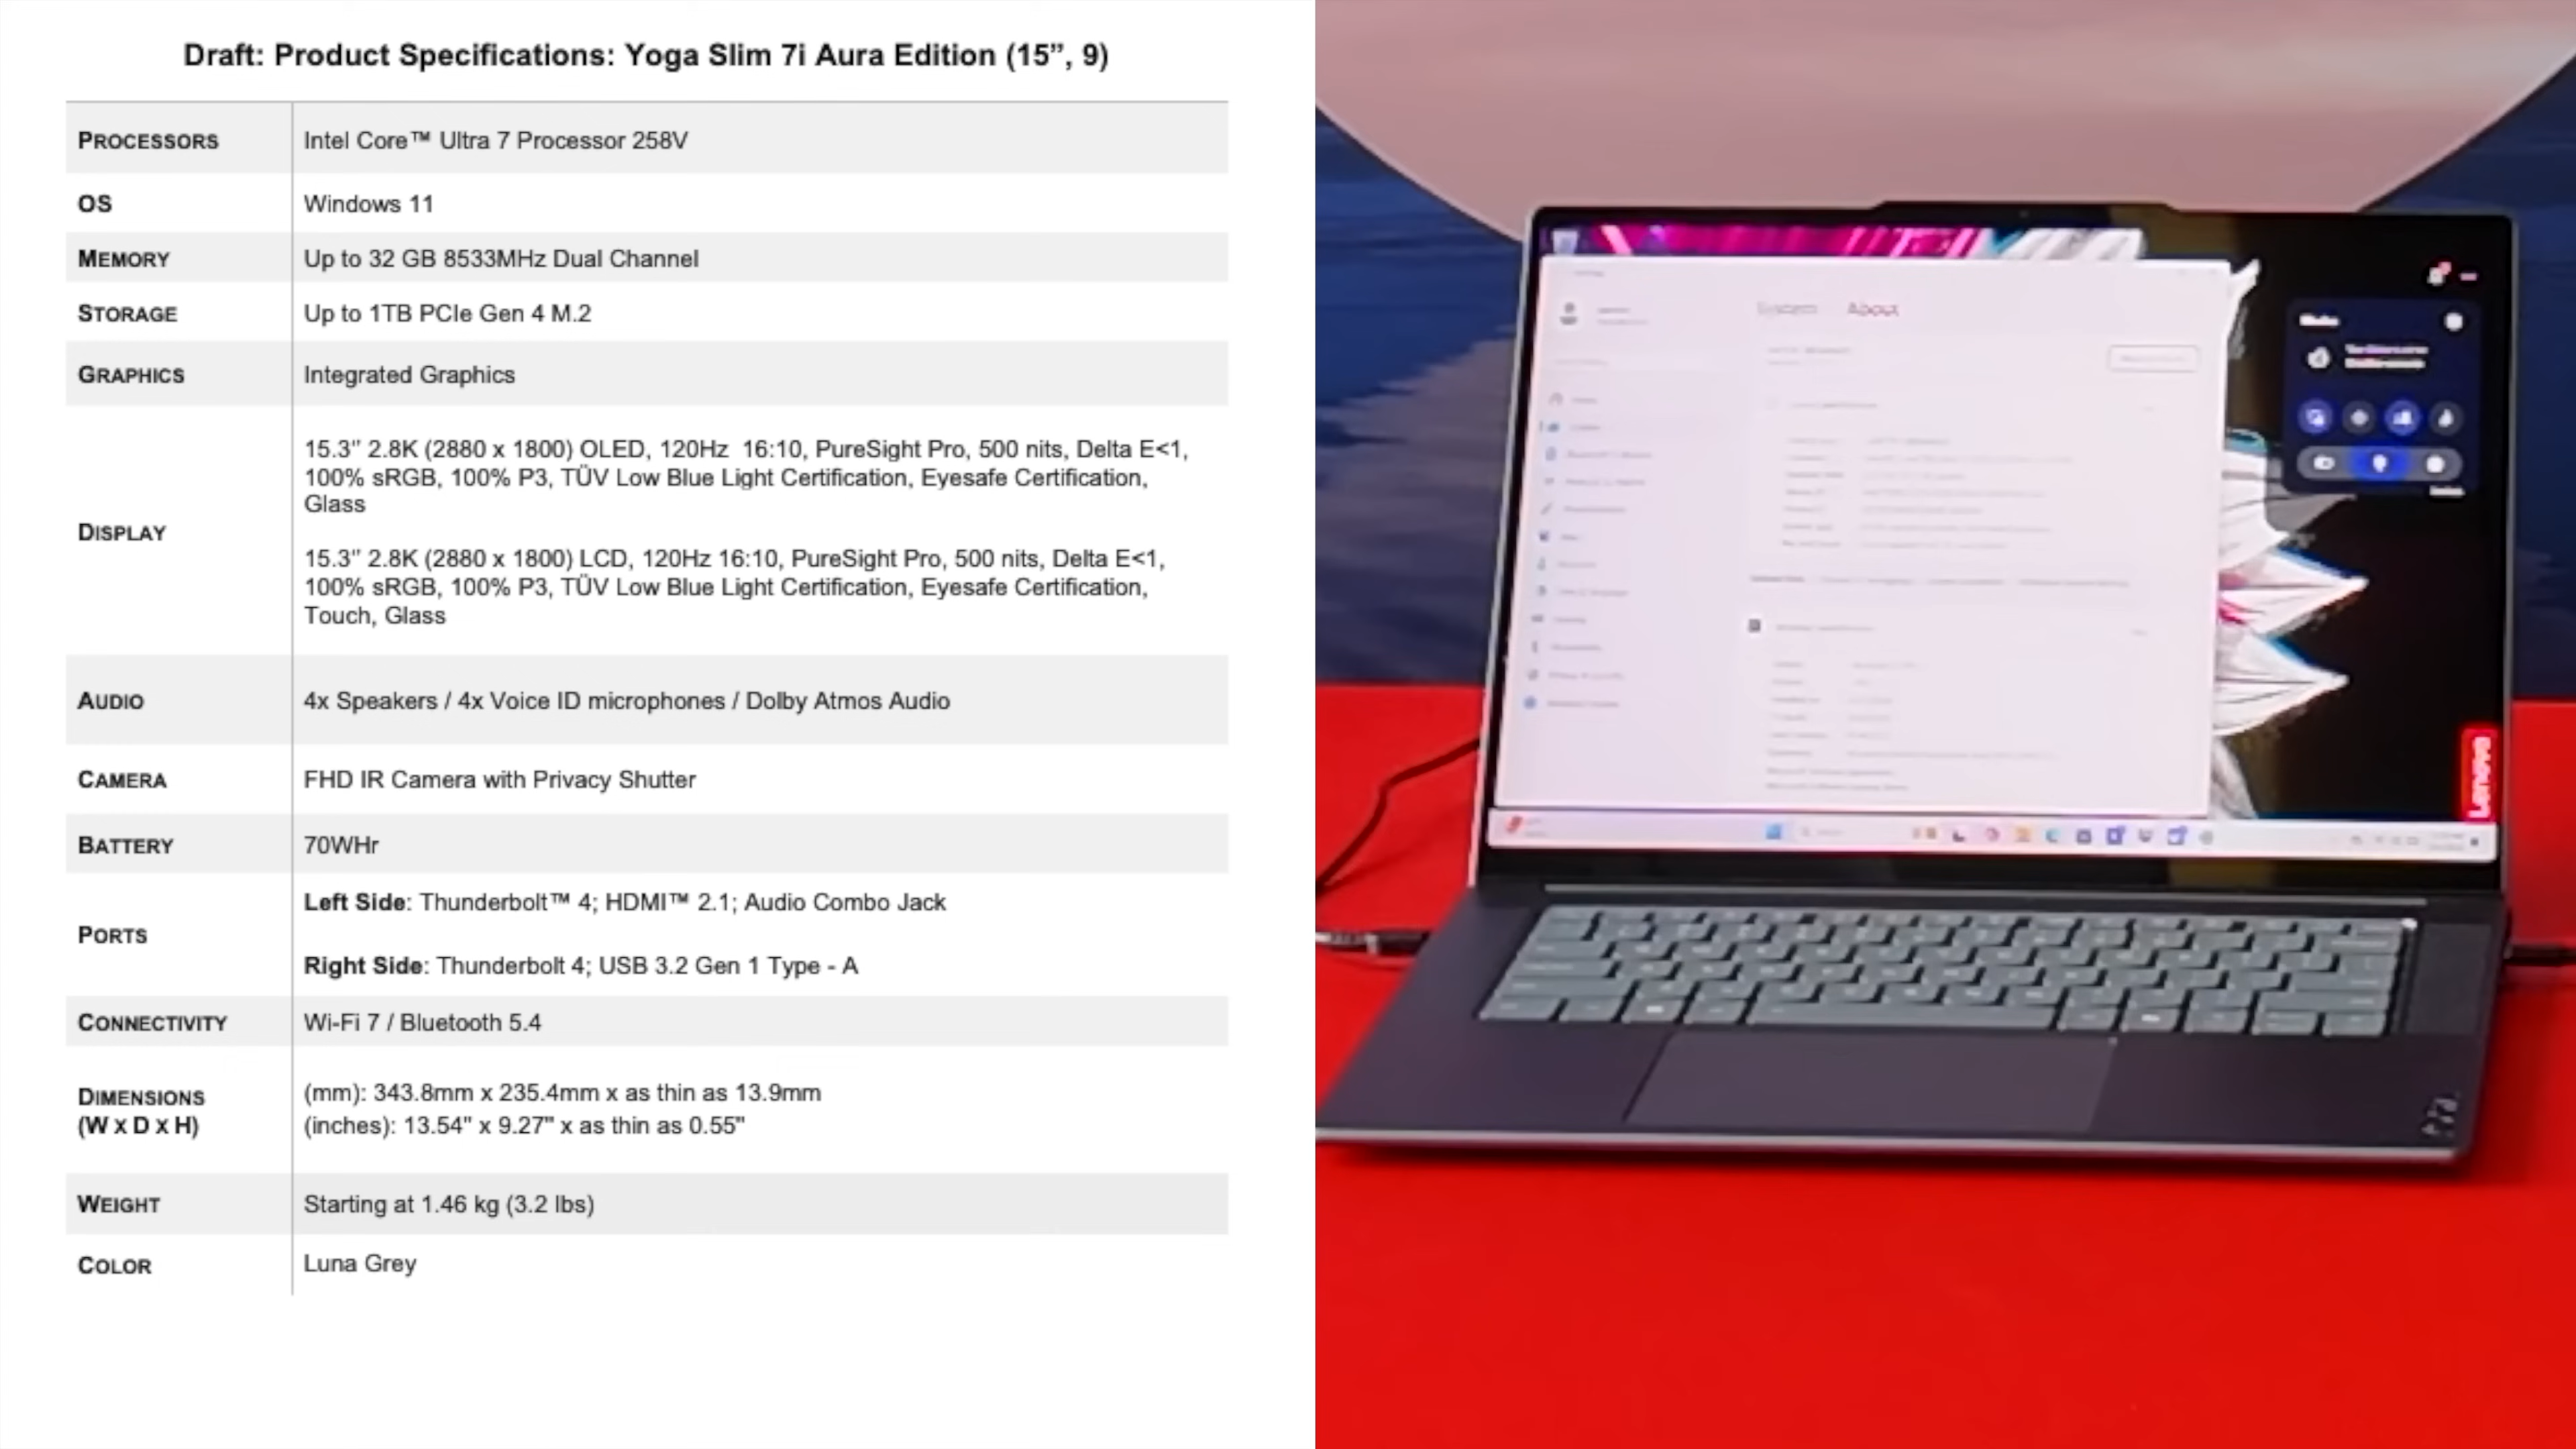 Draft: Product Specifications: Yoga Slim 7i Aura Edition (15”, 9)
PROCESSORS
Intel Core™ Ultra 7 Processor 258V
OS
Windows 11
MEMORY
Up to 32 GB 8533MHz Dual Channel
STORAGE
Up to 1TB PCIe Gen 4 M.2
GRAPHICS
Integrated Graphics
DISPLAY
15.3” 2.8K (2880 x 1800) OLED, 120Hz  16:10, PureSight Pro, 500 nits, Delta E<1,
100% sRGB, 100% P3, TÜV Low Blue Light Certification, Eyesafe Certification,
Glass
15.3” 2.8K (2880 x 1800) LCD, 120Hz 16:10, PureSight Pro, 500 nits, Delta E<1,
100% sRGB, 100% P3, TÜV Low Blue Light Certification, Eyesafe Certification,
Touch, Glass
AUDIO
4x Speakers / 4x Voice ID microphones / Dolby Atmos Audio
CAMERA
FHD IR Camera with Privacy Shutter
BATTERY
70WHr
PORTS
Left Side: Thunderbolt™ 4; HDMI™ 2.1; Audio Combo Jack
Right Side: Thunderbolt 4; USB 3.2 Gen 1 Type - A
CONNECTIVITY
Wi-Fi 7 / Bluetooth 5.4
DIMENSIONS
(W X D X H)
(mm): 343.8mm x 235.4mm x as thin as 13.9mm
(inches): 13.54" x 9.27" x as thin as 0.55"
WEIGHT
Starting at 1.46 kg (3.2 lbs)
COLOR
Luna Grey
System About
Lenovo